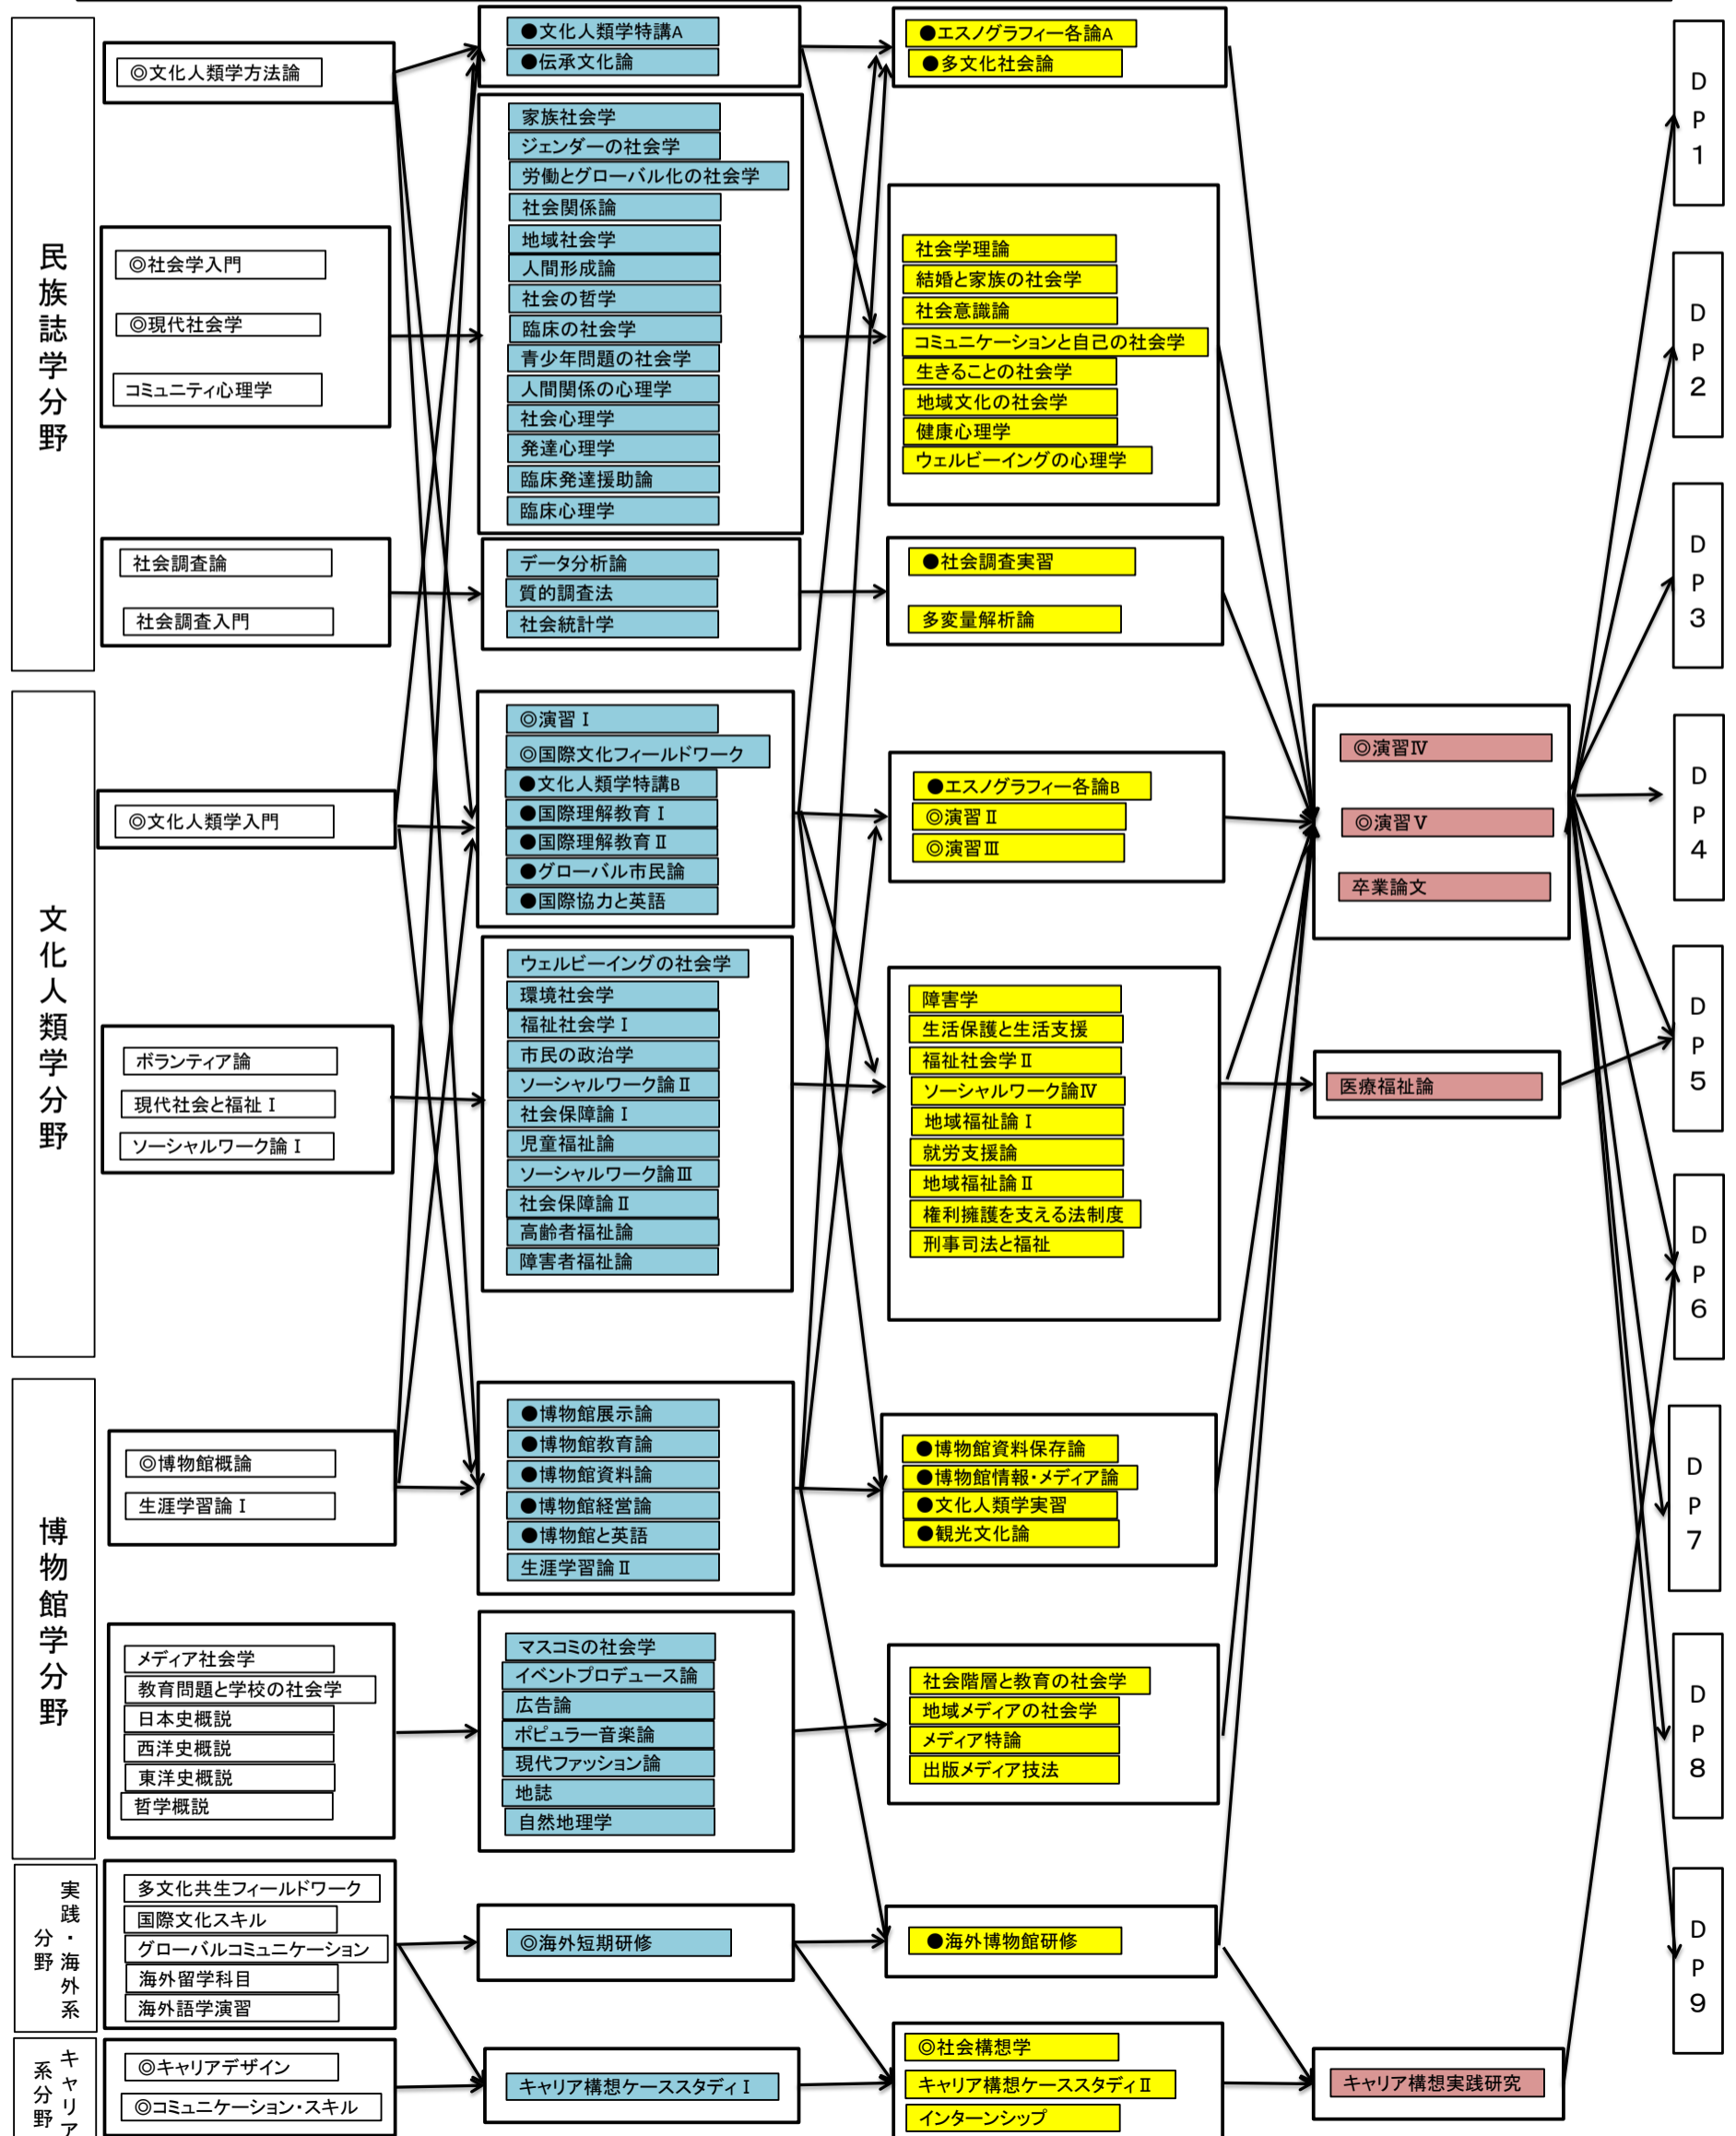 民族誌学分野
◎文化人類学方法論
◎社会学入門
◎現代社会学
コミュニティ心理学
社会調査論
社会調査入門
●文化人類学特講A
●伝承文化論
家族社会学
ジェンダーの社会学
労働とグローバル化の社会学
社会関係論
地域社会学
人間形成論
社会の哲学
臨床の社会学
青少年問題の社会学
人間関係の心理学
社会心理学
発達心理学
臨床発達援助論
臨床心理学
データ分析論
質的調査法
社会統計学
●エスノグラフィー各論A
●多文化社会論
社会学理論
結婚と家族の社会学
社会意識論
コミュニケーションと自己の社会学
生きることの社会学
地域文化の社会学
健康心理学
ウェルビーイングの心理学
●社会調査実習
多変量解析論
文化人類学分野
◎文化人類学入門
ボランティア論
現代社会と福祉Ⅰ
ソーシャルワーク論Ⅰ
◎演習Ⅰ
◎国際文化フィールドワーク
●文化人類学特講B
●国際理解教育Ⅰ
●国際理解教育Ⅱ
●グローバル市民論
●国際協力と英語
ウェルビーイングの社会学
環境社会学
福祉社会学Ⅰ
市民の政治学
ソーシャルワーク論Ⅱ
社会保障論Ⅰ
児童福祉論
ソーシャルワーク論Ⅲ
社会保障論Ⅱ
高齢者福祉論
障害者福祉論
●エスノグラフィー各論B
◎演習Ⅱ
◎演習Ⅲ
障害学
生活保護と生活支援
福祉社会学Ⅱ
ソーシャルワーク論Ⅳ
地域福祉論Ⅰ
就労支援論
地域福祉論Ⅱ
権利擁護を支える法制度
刑事司法と福祉
◎演習Ⅳ
◎演習Ⅴ
卒業論文
医療福祉論
博物館学分野
◎博物館概論
生涯学習論Ⅰ
メディア社会学
教育問題と学校の社会学
日本史概説
西洋史概説
東洋史概説
哲学概説
●博物館展示論
●博物館教育論
●博物館資料論
●博物館経営論
●博物館と英語
生涯学習論Ⅱ
マスコミの社会学
イベントプロデュース論
広告論
ポピュラー音楽論
現代ファッション論
地誌
自然地理学
●博物館資料保存論
●博物館情報・メディア論
●文化人類学実習
●観光文化論
社会階層と教育の社会学
地域メディアの社会学
メディア特論
出版メディア技法
実践・海外系
分野
多文化共生フィールドワーク
国際文化スキル
グローバルコミュニケーション
海外留学科目
海外語学演習
◎海外短期研修
●海外博物館研修
キャリア
系分野
◎キャリアデザイン
◎コミュニケーション・スキル
キャリア構想ケーススタディⅠ
◎社会構想学
キャリア構想ケーススタディⅡ
インターンシップ
キャリア構想実践研究
DP1
DP2
DP3
DP4
DP5
DP6
DP7
DP8
DP9